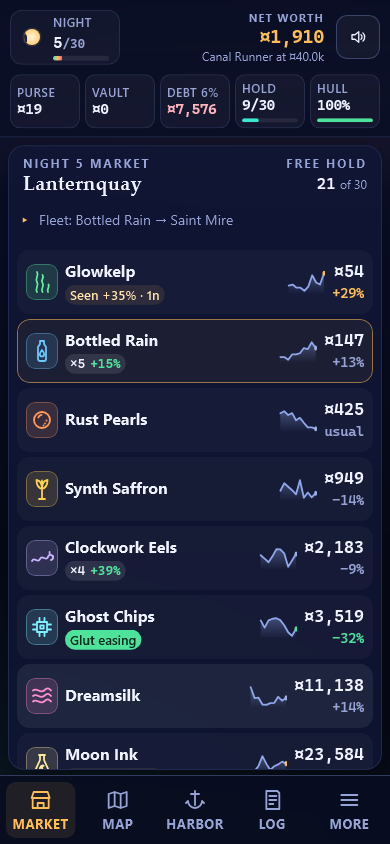 NIGHT
5/30
NET WORTH
¤1,910
Canal Runner at ¤40.0k
PURSE
¤19
VAULT
¤0
DEBT 6%
¤7,576
HOLD
9/30
HULL
100%
NIGHT 5 MARKET
Lanternquay
FREE HOLD
21 of 30
Fleet: Bottled Rain → Saint Mire
Glowkelp
Seen +35% · 1n
¤54
+29%
Bottled Rain
×5 +15%
¤147
+13%
Rust Pearls
¤425
usual
Synth Saffron
¤949
−14%
Clockwork Eels
×4 +39%
¤2,183
−9%
Ghost Chips
Glut easing
¤3,519
−32%
Dreamsilk
¤11,138
+14%
Moon Ink
¤23,584
MARKET
MAP
HARBOR
LOG
MORE